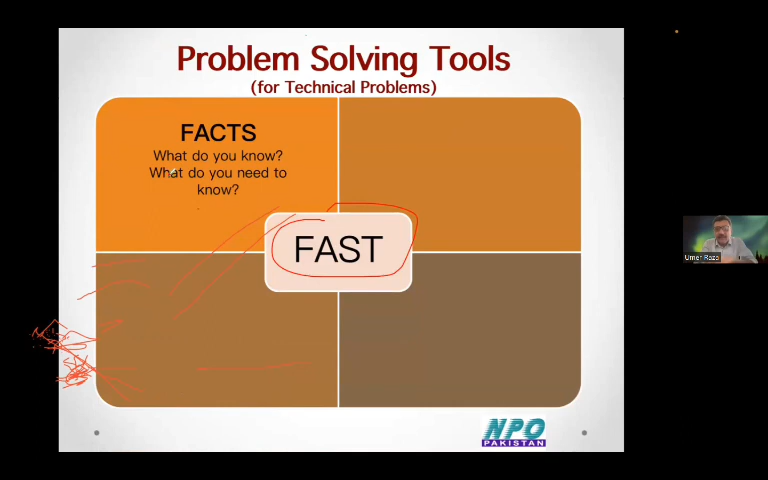 Problem Solving Tools
(for Technical Problems)
FACTS
What do you know?
What do you need to
know?
FAST
Umer Raza
NPO
PAKISTAN